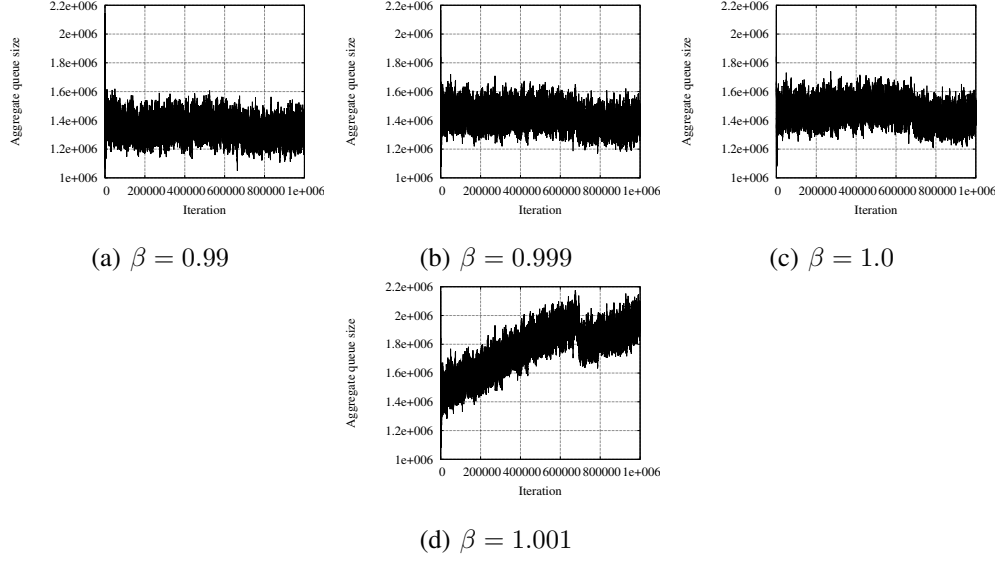 2.2e+006
2e+006
1.8e+006
1.6e+006
1.4e+006
1.2e+006
1e+006
Aggregate queue size
0 200000 400000 600000 800000 1e+006
Iteration
(a) β = 0.99
2.2e+006
2e+006
1.8e+006
1.6e+006
1.4e+006
1.2e+006
1e+006
Aggregate queue size
0 200000 400000 600000 800000 1e+006
Iteration
(b) β = 0.999
2.2e+006
2e+006
1.8e+006
1.6e+006
1.4e+006
1.2e+006
1e+006
Aggregate queue size
0 200000 400000 600000 800000 1e+006
Iteration
(c) β = 1.0
2.2e+006
2e+006
1.8e+006
1.6e+006
1.4e+006
1.2e+006
1e+006
Aggregate queue size
0 200000 400000 600000 800000 1e+006
Iteration
(d) β = 1.001